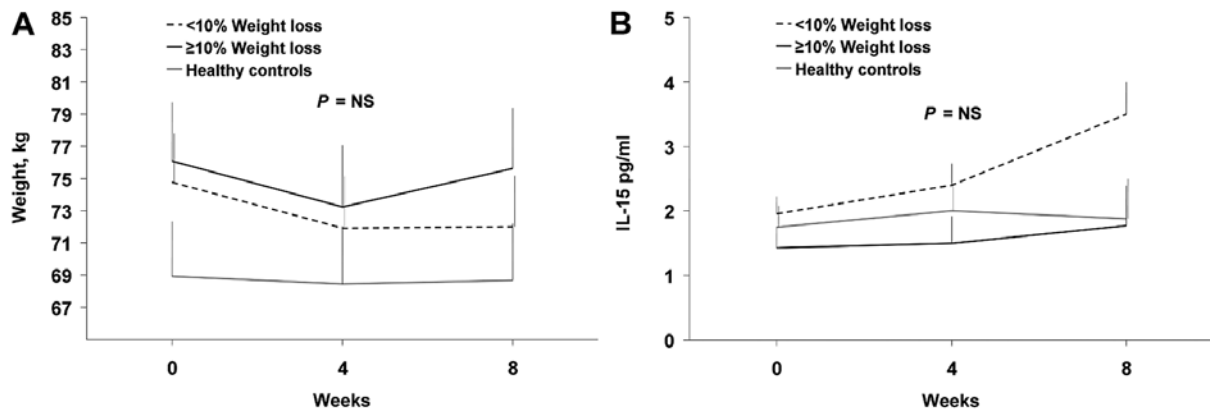 A
<10% Weight loss
≥10% Weight loss
Healthy controls
P = NS
Weight, kg
85
83
81
79
77
75
73
71
69
67
0
4
8
Weeks
B
<10% Weight loss
≥10% Weight loss
Healthy controls
P = NS
IL-15 pg/ml
5
4
3
2
1
0
0
4
8
Weeks